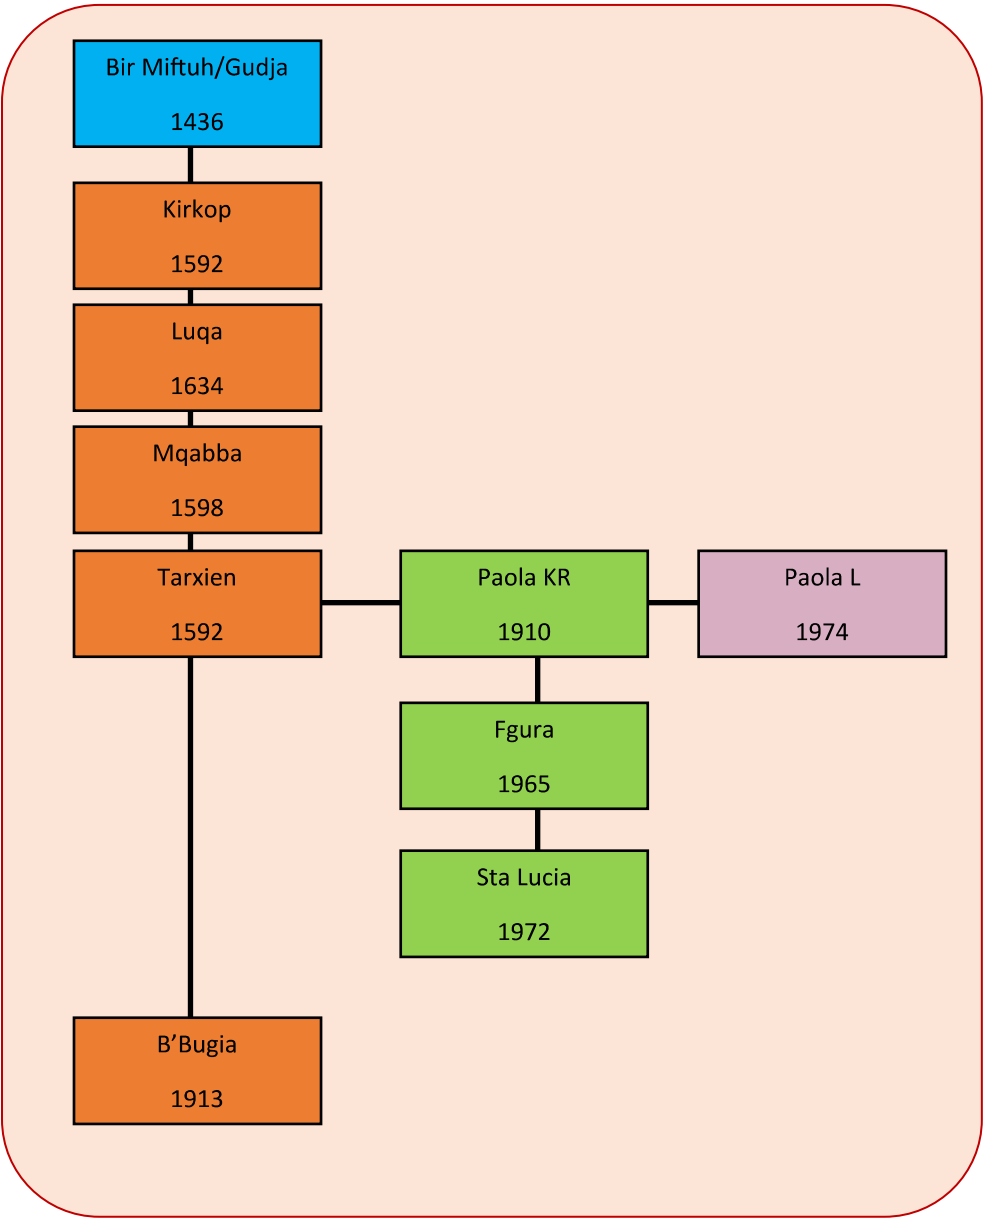 Bir Miftuh/Gudja
1436
Kirkop
1592
Luqa
1634
Mqabba
1598
Tarxien
1592
Paola KR
1910
Paola L
1974
Fgura
1965
Sta Lucia
1972
B’Bugia
1913